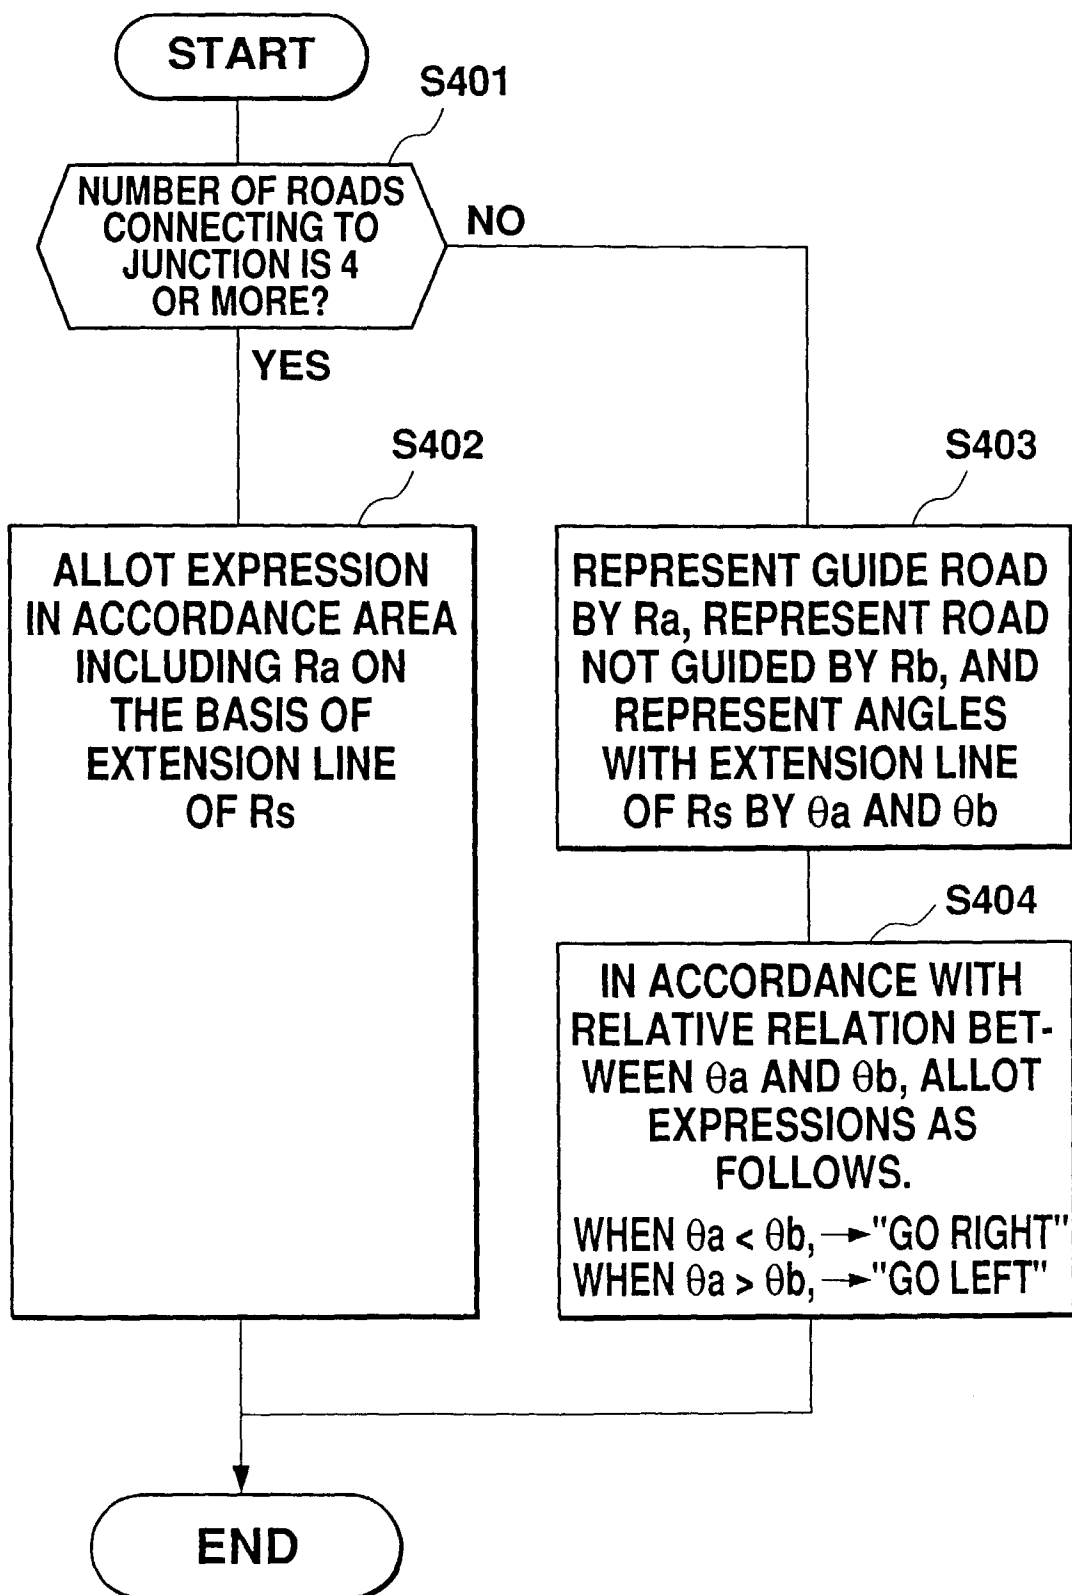 START
S401
NUMBER OF ROADS
CONNECTING TO
JUNCTION IS 4
OR MORE?
NO
YES
S402
ALLOT EXPRESSION
IN ACCORDANCE AREA
INCLUDING Ra ON
THE BASIS OF
EXTENSION LINE
OF Rs
S403
REPRESENT GUIDE ROAD
BY Ra, REPRESENT ROAD
NOT GUIDED BY Rb, AND
REPRESENT ANGLES
WITH EXTENSION LINE
OF Rs BY θa AND θb
S404
IN ACCORDANCE WITH
RELATIVE RELATION BET-
WEEN θa AND θb, ALLOT
EXPRESSIONS AS
FOLLOWS.
WHEN θa < θb, → "GO RIGHT"
WHEN θa > θb, → "GO LEFT"
END